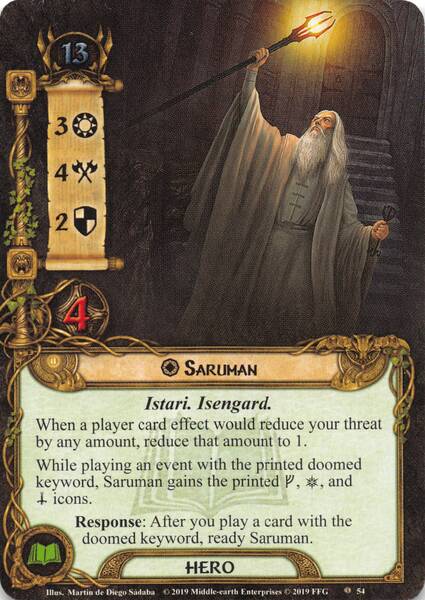 13
3
4
2
4
Saruman
Istari. Isengard.
When a player card effect would reduce your threat
by any amount, reduce that amount to 1.
While playing an event with the printed doomed
keyword, Saruman gains the printed , , and
icons.
Response: After you play a card with the
doomed keyword, ready Saruman.
HERO
Illus. Martin de Diego Sádaba © 2019 Middle-earth Enterprises © 2019 FFG 54